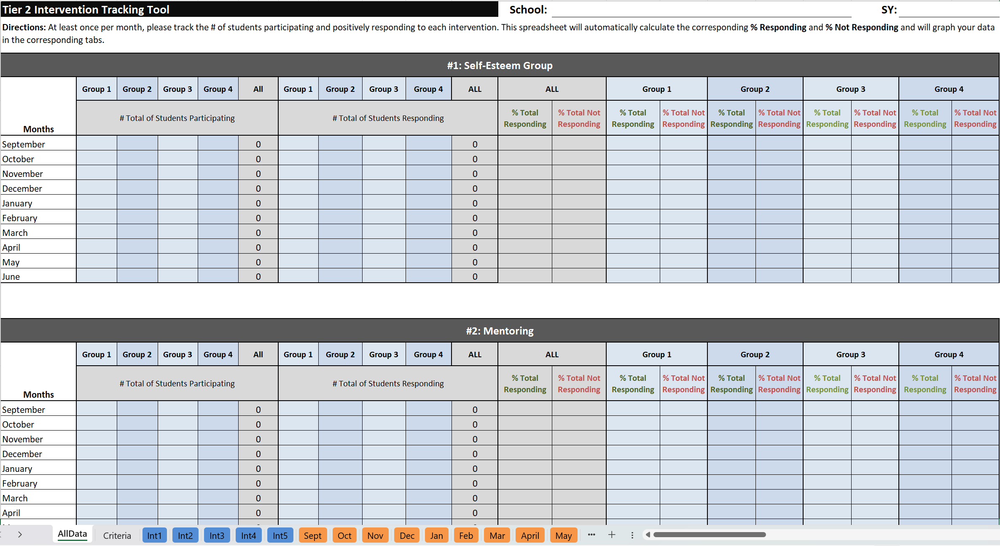 Tier 2 Intervention Tracking Tool School: SY:
Directions: At least once per month, please track the # of students participating and positively responding to each intervention. This spreadsheet will automatically calculate the corresponding % Responding and % Not Responding and will graph your data
in the corresponding tabs.
#1: Self-Esteem Group
Group 1 Group 2 Group 3 Group 4 All Group 1 Group 2 Group 3 Group 4 ALL ALL Group 1 Group 2 Group 3 Group 4
Months # Total of Students Participating # Total of Students Responding % Total Responding % Total Not Responding % Total Responding % Total Not Responding % Total Responding % Total Not Responding % Total Responding % Total Not Responding % Total Responding % Total Not Responding
September 0 0
October 0 0
November 0 0
December 0 0
January 0 0
February 0 0
March 0 0
April 0 0
May 0 0
June 0 0
#2: Mentoring
Group 1 Group 2 Group 3 Group 4 All Group 1 Group 2 Group 3 Group 4 ALL ALL Group 1 Group 2 Group 3 Group 4
Months # Total of Students Participating # Total of Students Responding % Total Responding % Total Not Responding % Total Responding % Total Not Responding % Total Responding % Total Not Responding % Total Responding % Total Not Responding % Total Responding % Total Not Responding
September 0 0
October 0 0
November 0 0
December 0 0
January 0 0
February 0 0
March 0 0
April 0 0
AllData Criteria Int1 Int2 Int3 Int4 Int5 Sept Oct Nov Dec Jan Feb Mar April May